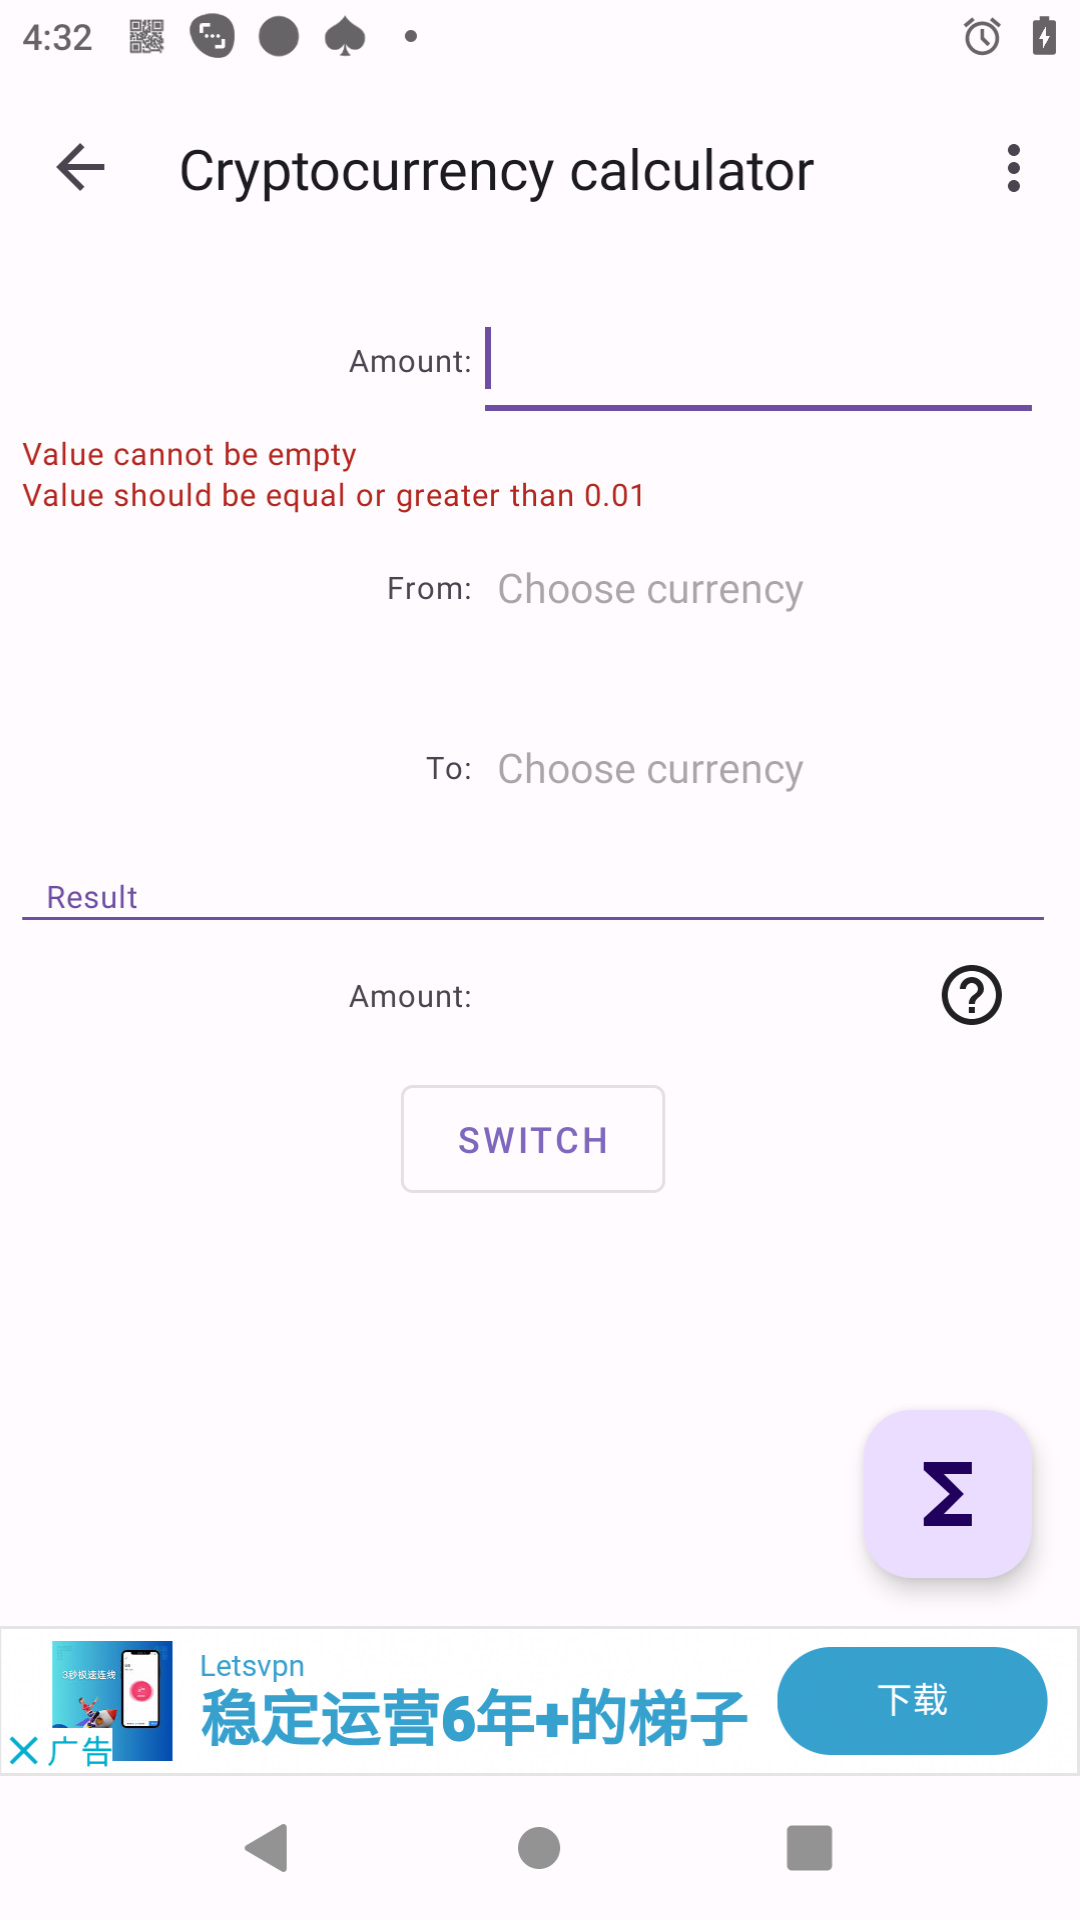 4:32
Cryptocurrency calculator
Amount:
Value cannot be empty
Value should be equal or greater than 0.01
From: Choose currency
To: Choose currency
Result
Amount:
SWITCH
3秒极速连线
Letsvpn
稳定运营6年+的梯子
下载
广告